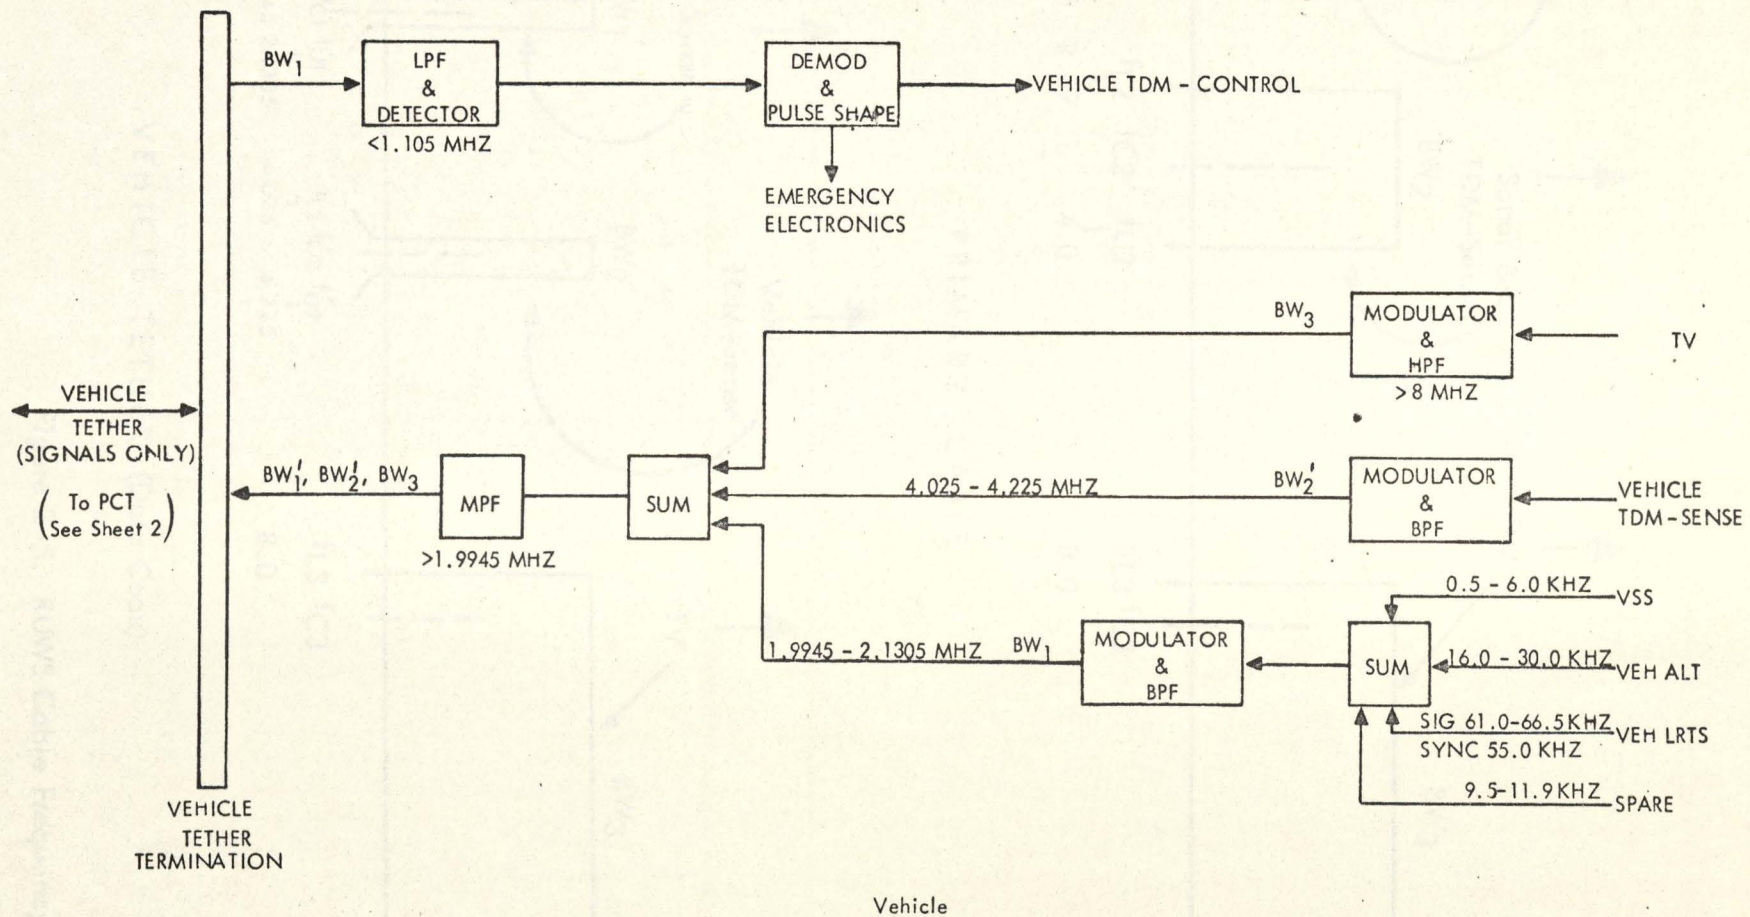 BW1
LPF
&
DETECTOR
<1.105 MHZ
DEMOD
&
PULSE SHAPE
VEHICLE TDM - CONTROL
EMERGENCY
ELECTRONICS
BW3
MODULATOR
&
HPF
>8 MHZ
TV
VEHICLE
TETHER
(SIGNALS ONLY)
(To PCT
See Sheet 2)
BW1', BW2', BW3
MPF
>1.9945 MHZ
SUM
4.025 - 4.225 MHZ
BW2'
MODULATOR
&
BPF
VEHICLE
TDM-SENSE
1.9945 - 2.1305 MHZ
BW1
MODULATOR
&
BPF
SUM
0.5 - 6.0 KHZ
VSS
16.0 - 30.0 KHZ
VEH ALT
SIG 61.0-66.5 KHZ
SYNC 55.0 KHZ
VEH LRTS
9.5-11.9 KHZ
SPARE
VEHICLE
TETHER
TERMINATION
Vehicle